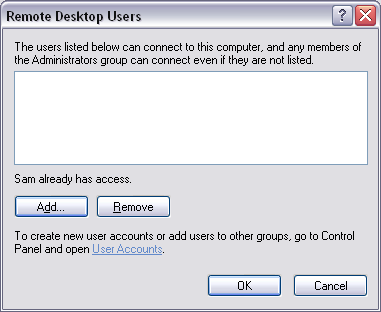 Remote Desktop Users
The users listed below can connect to this computer, and any members of
the Administrators group can connect even if they are not listed.
Sam already has access.
Add... Remove
To create new user accounts or add users to other groups, go to Control
Panel and open User Accounts.
OK Cancel